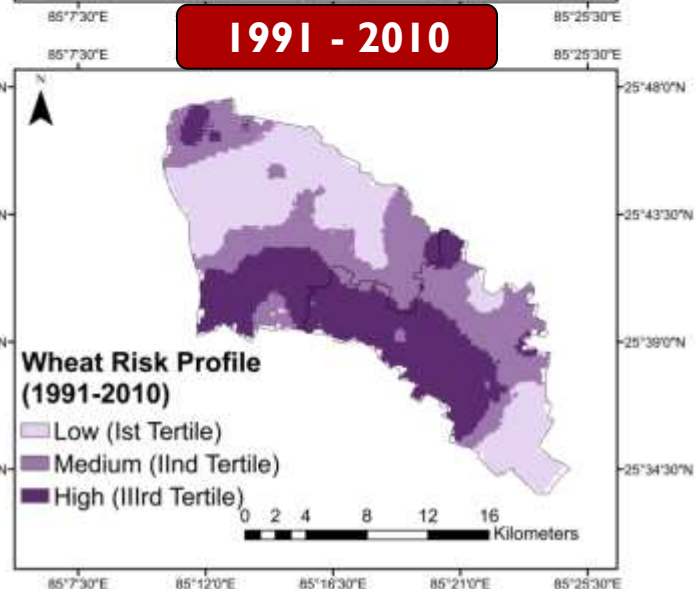 85°7'30"E 85°25'30"E
1991 - 2010
85°7'30"E 85°25'30"E
N
25°48'0"N
25°43'30"N
25°39'0"N
Wheat Risk Profile
(1991-2010)
Low (Ist Tertile)
Medium (IInd Tertile)
High (IIIrd Tertile)
25°34'30"N
0 2 4 8 12 16
Kilometers
85°7'30"E 85°12'0"E 85°16'30"E 85°21'0"E 85°25'30"E